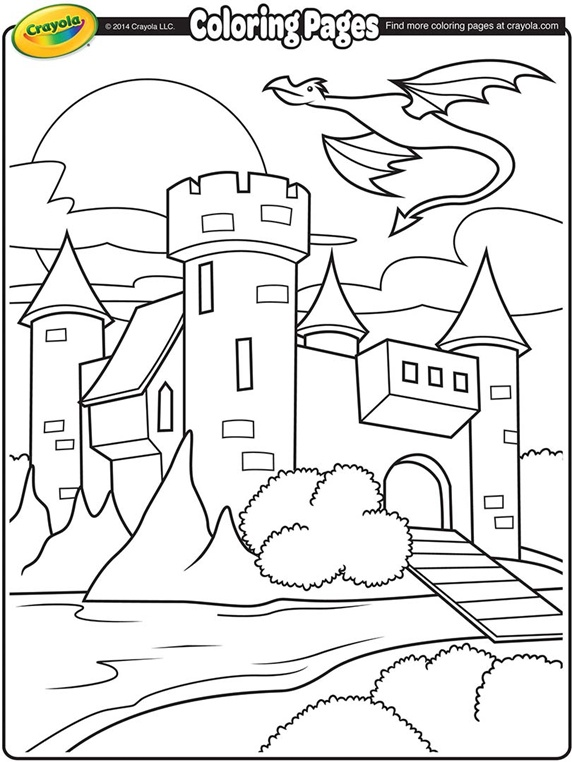 Crayola
© 2014 Crayola LLC.
Coloring Pages
Find more coloring pages at crayola.com